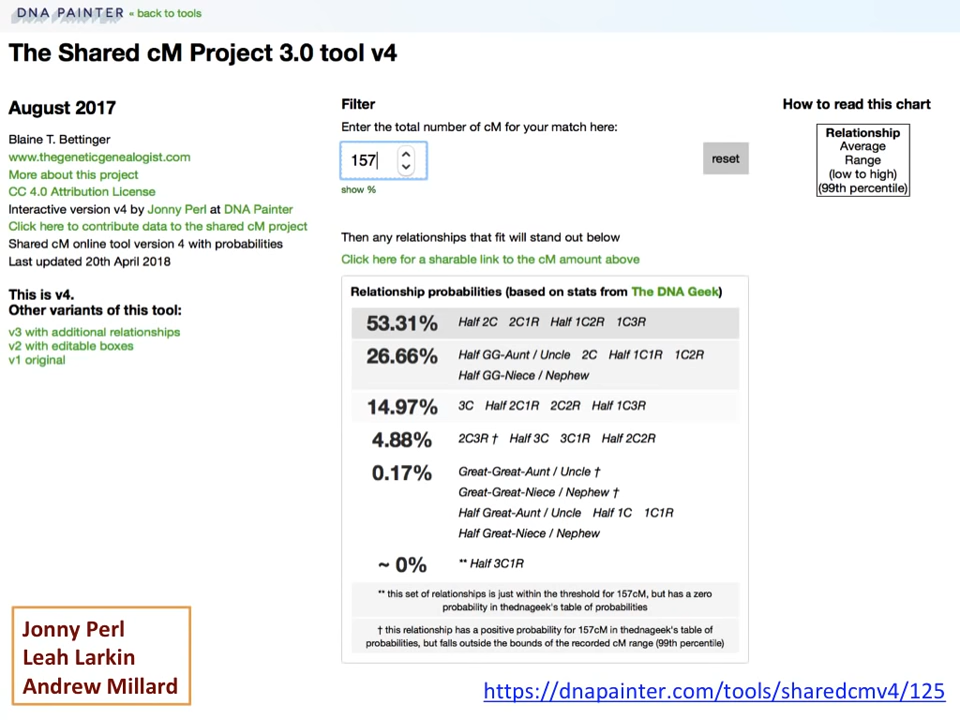 DNA PAINTER « back to tools
The Shared cM Project 3.0 tool v4
August 2017
Blaine T. Bettinger
www.thegeneticgenealogist.com
More about this project
CC 4.0 Attribution License
Interactive version v4 by Jonny Perl at DNA Painter
Click here to contribute data to the shared cM project
Shared cM online tool version 4 with probabilities
Last updated 20th April 2018
This is v4.
Other variants of this tool:
v3 with additional relationships
v2 with editable boxes
v1 original
Filter
Enter the total number of cM for your match here:
157
reset
show %
Then any relationships that fit will stand out below
Click here for a sharable link to the cM amount above
Relationship probabilities (based on stats from The DNA Geek)
53.31% Half 2C 2C1R Half 1C2R 1C3R
26.66% Half GG-Aunt / Uncle 2C Half 1C1R 1C2R
Half GG-Niece / Nephew
14.97% 3C Half 2C1R 2C2R Half 1C3R
4.88% 2C3R † Half 3C 3C1R Half 2C2R
0.17% Great-Great-Aunt / Uncle †
Great-Great-Niece / Nephew †
Half Great-Aunt / Uncle Half 1C 1C1R
Half Great-Niece / Nephew
~ 0% ** Half 3C1R
** this set of relationships is just within the threshold for 157cM, but has a zero
probability in thednageek's table of probabilities
† this relationship has a positive probability for 157cM in thednageek's table of
probabilities, but falls outside the bounds of the recorded cM range (99th percentile)
How to read this chart
Relationship
Average
Range
(low to high)
(99th percentile)
Jonny Perl
Leah Larkin
Andrew Millard
https://dnapainter.com/tools/sharedcmv4/125